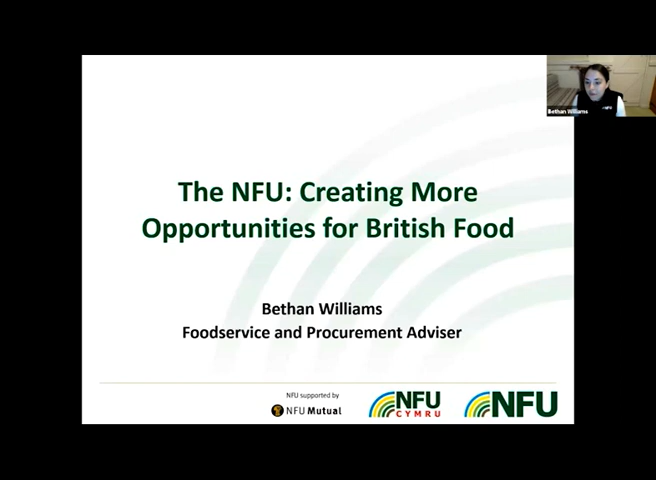 Bethan Williams
The NFU: Creating More
Opportunities for British Food
Bethan Williams
Foodservice and Procurement Adviser
NFU supported by
NFU Mutual
NFU
CYMRU
NFU